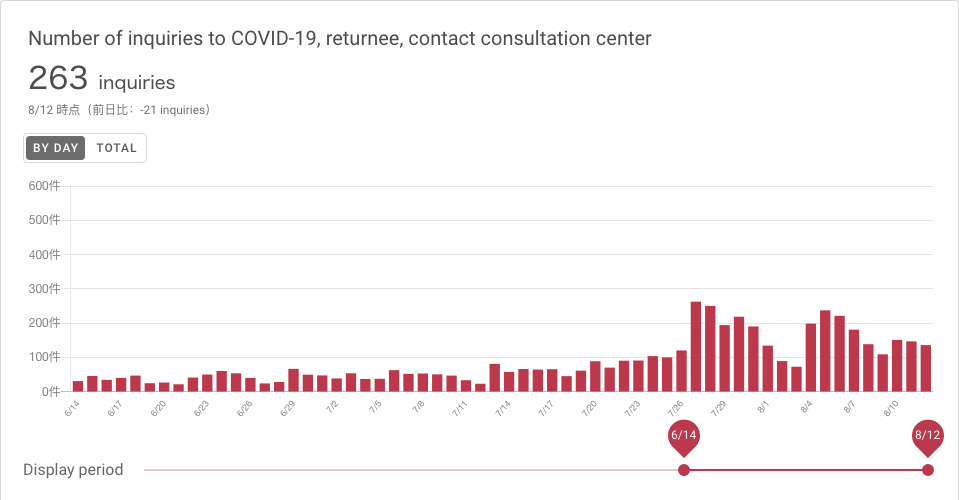 Number of inquiries to COVID-19, returnee, contact consultation center
263 inquiries
8/12 時点（前日比： -21 inquiries）
BY DAY TOTAL
600件
500件
400件
300件
200件
100件
0件
6/14 6/17 6/20 6/23 6/26 6/29 7/2 7/5 7/8 7/11 7/14 7/17 7/20 7/23 7/26 7/29 8/1 8/4 8/7 8/10
6/14 8/12
Display period